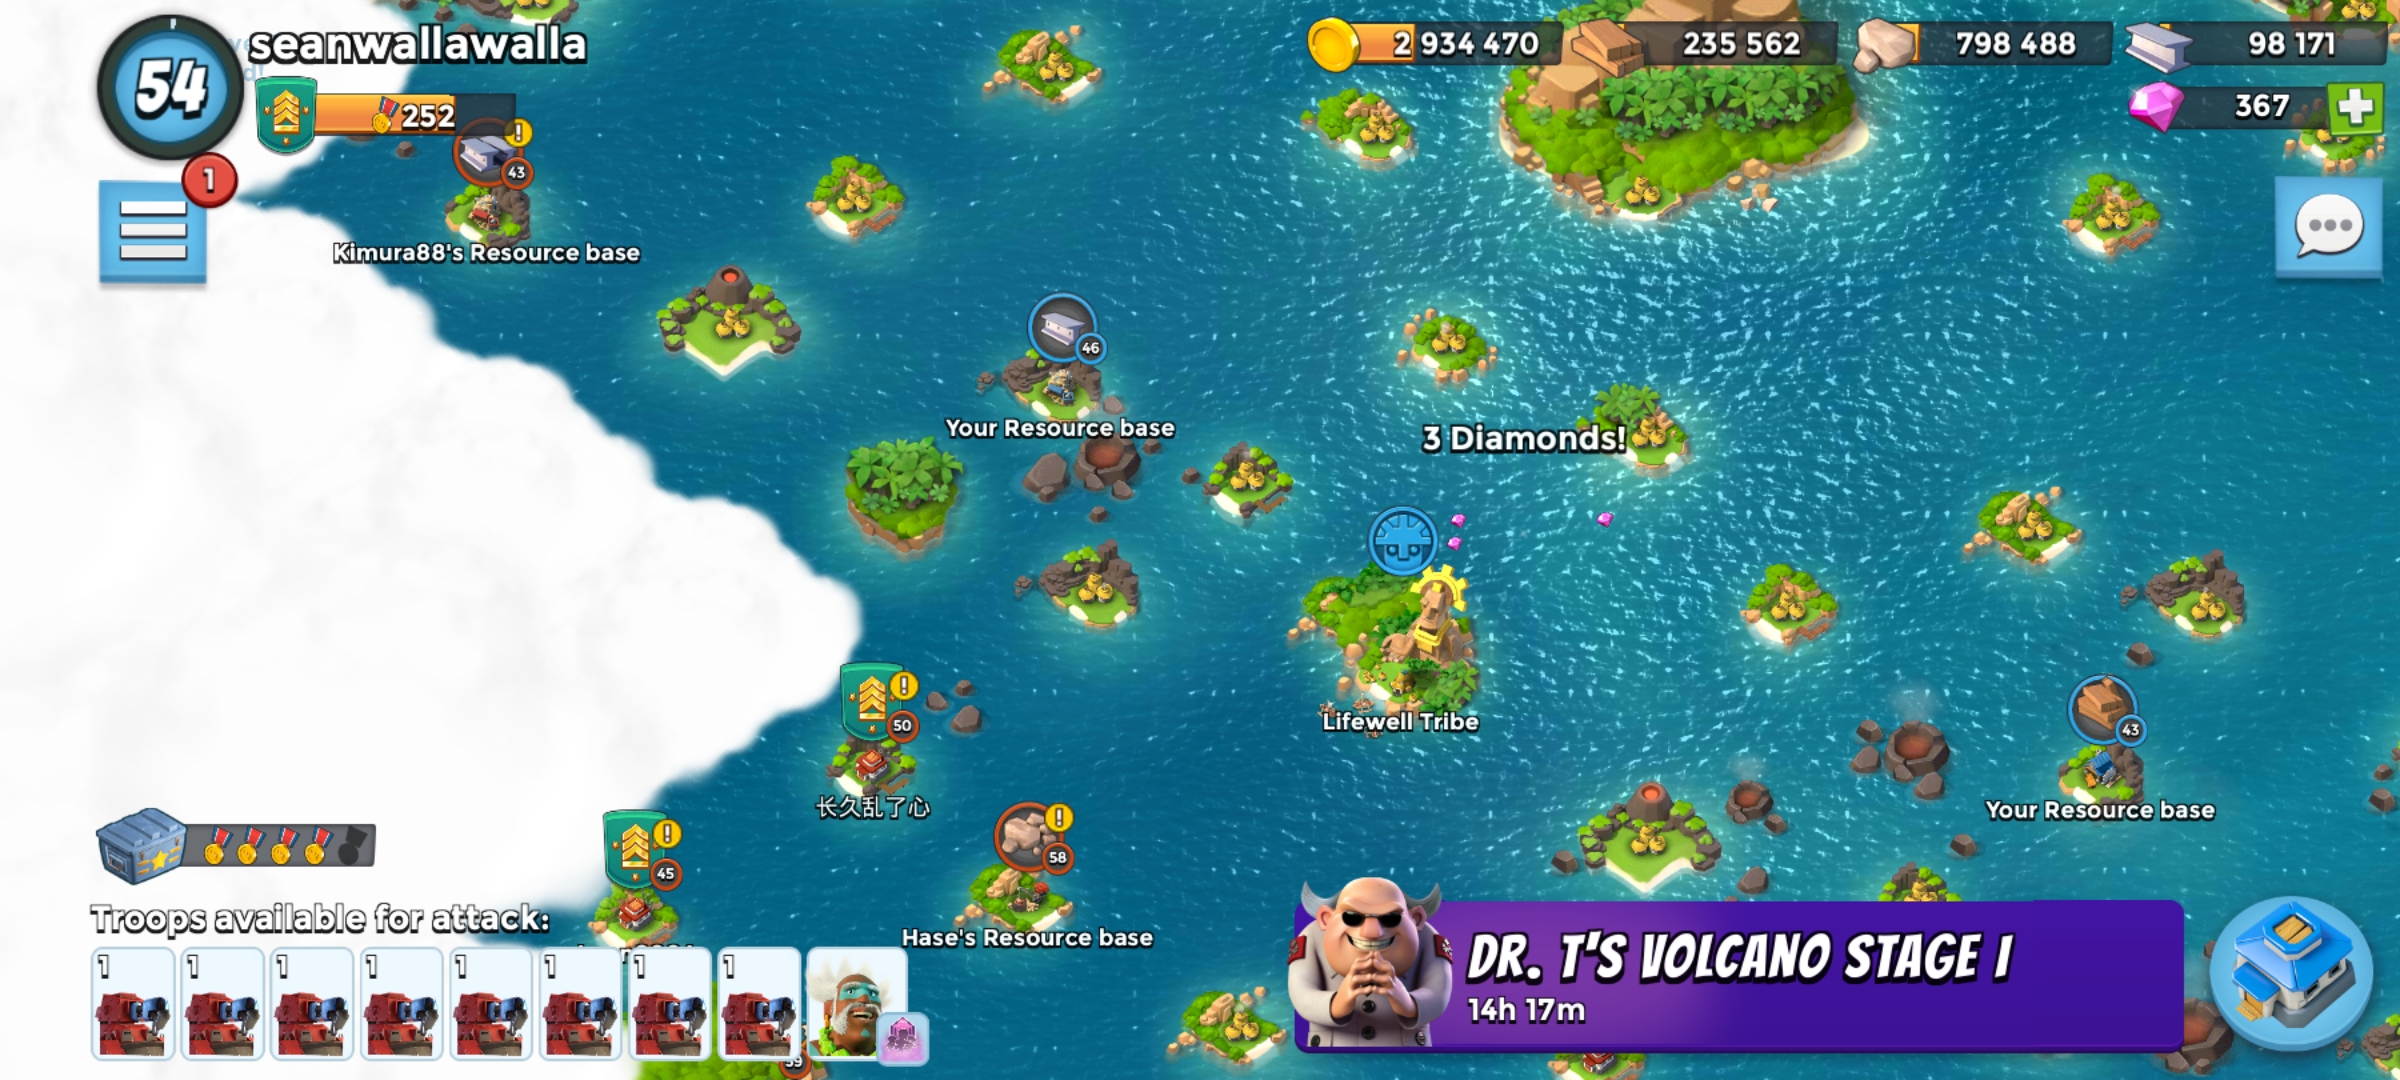 54
seanwallawalla
2 934 470
235 562
798 488
98 171
252
367
43
1
Kimura88's Resource base
46
Your Resource base
3 Diamonds!
50
Lifewell Tribe
43
长久乱了心
Your Resource base
45
58
Troops available for attack:
Hase's Resource base
1
1
1
1
1
1
1
1
DR. T'S VOLCANO STAGE I
14h 17m